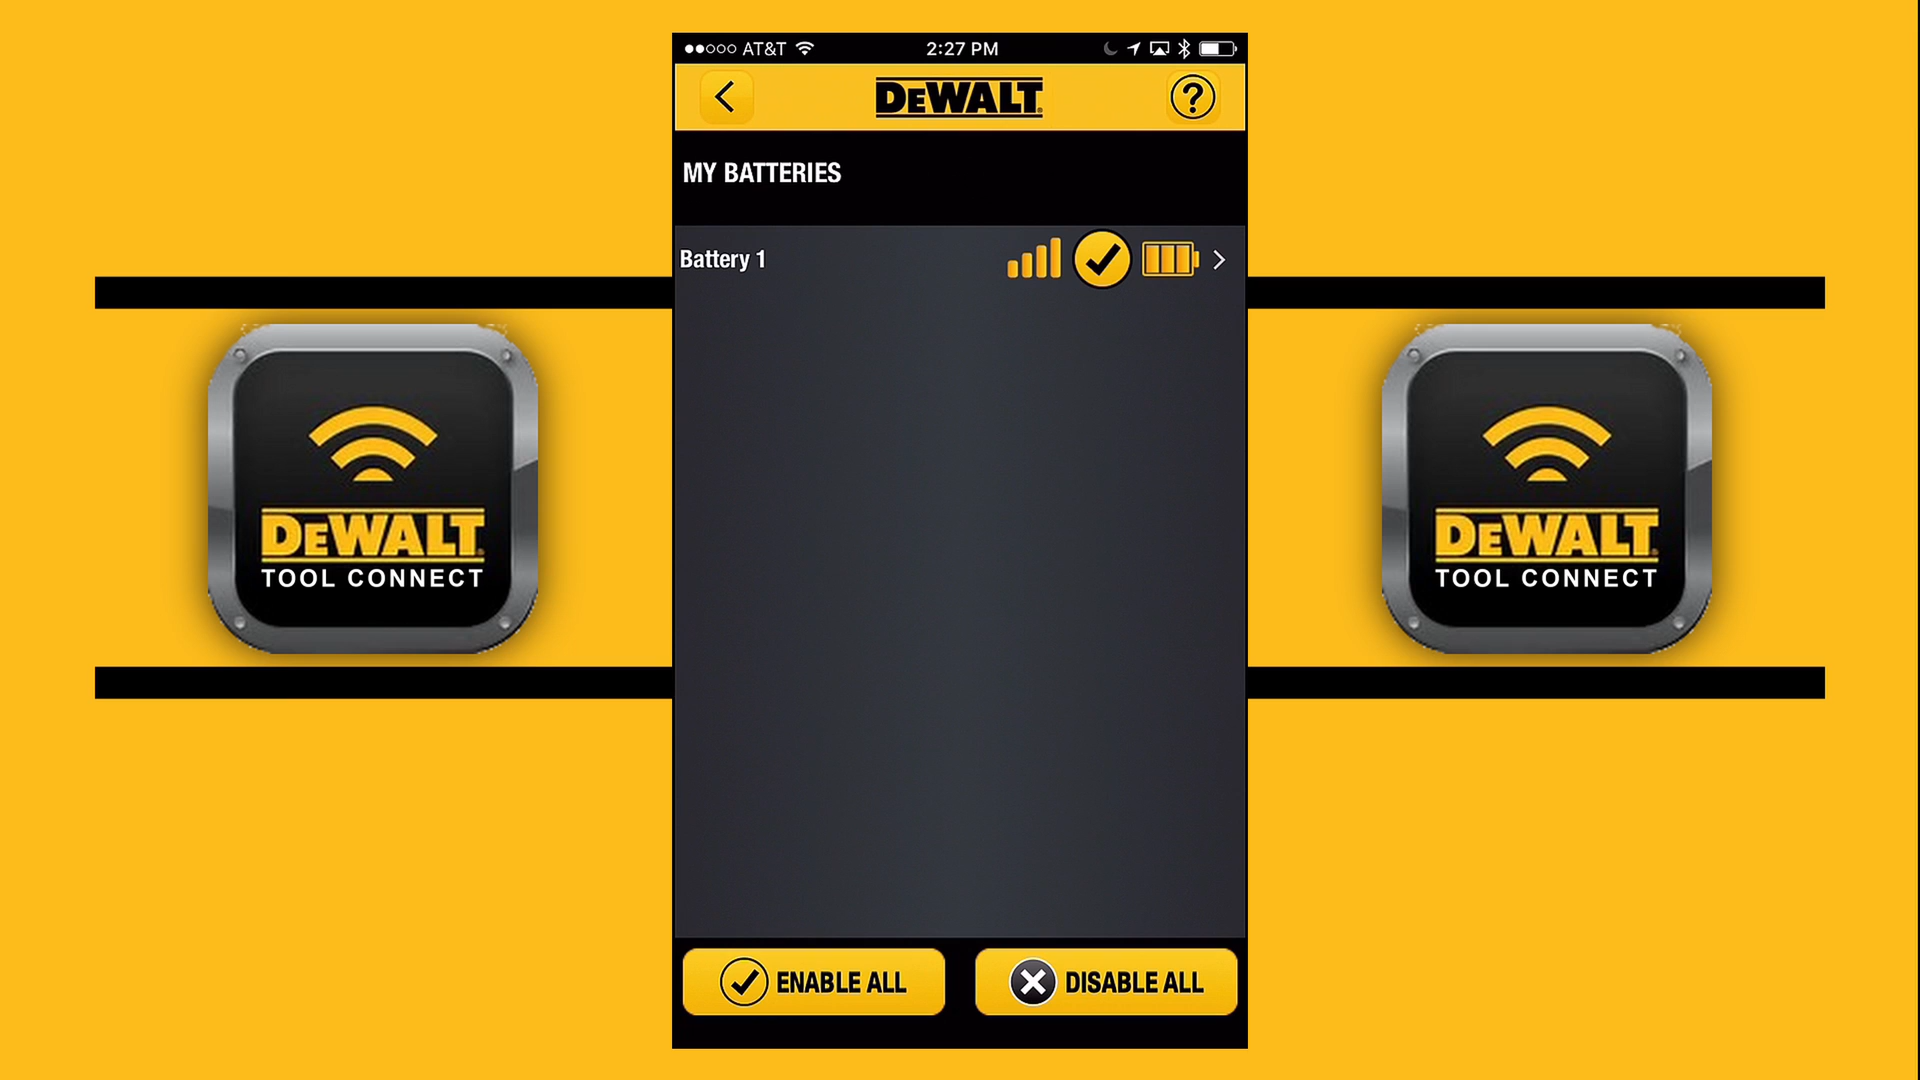 AT&T
2:27 PM
DEWALT
MY BATTERIES
Battery 1
DEWALT
TOOL CONNECT
DEWALT
TOOL CONNECT
ENABLE ALL
DISABLE ALL